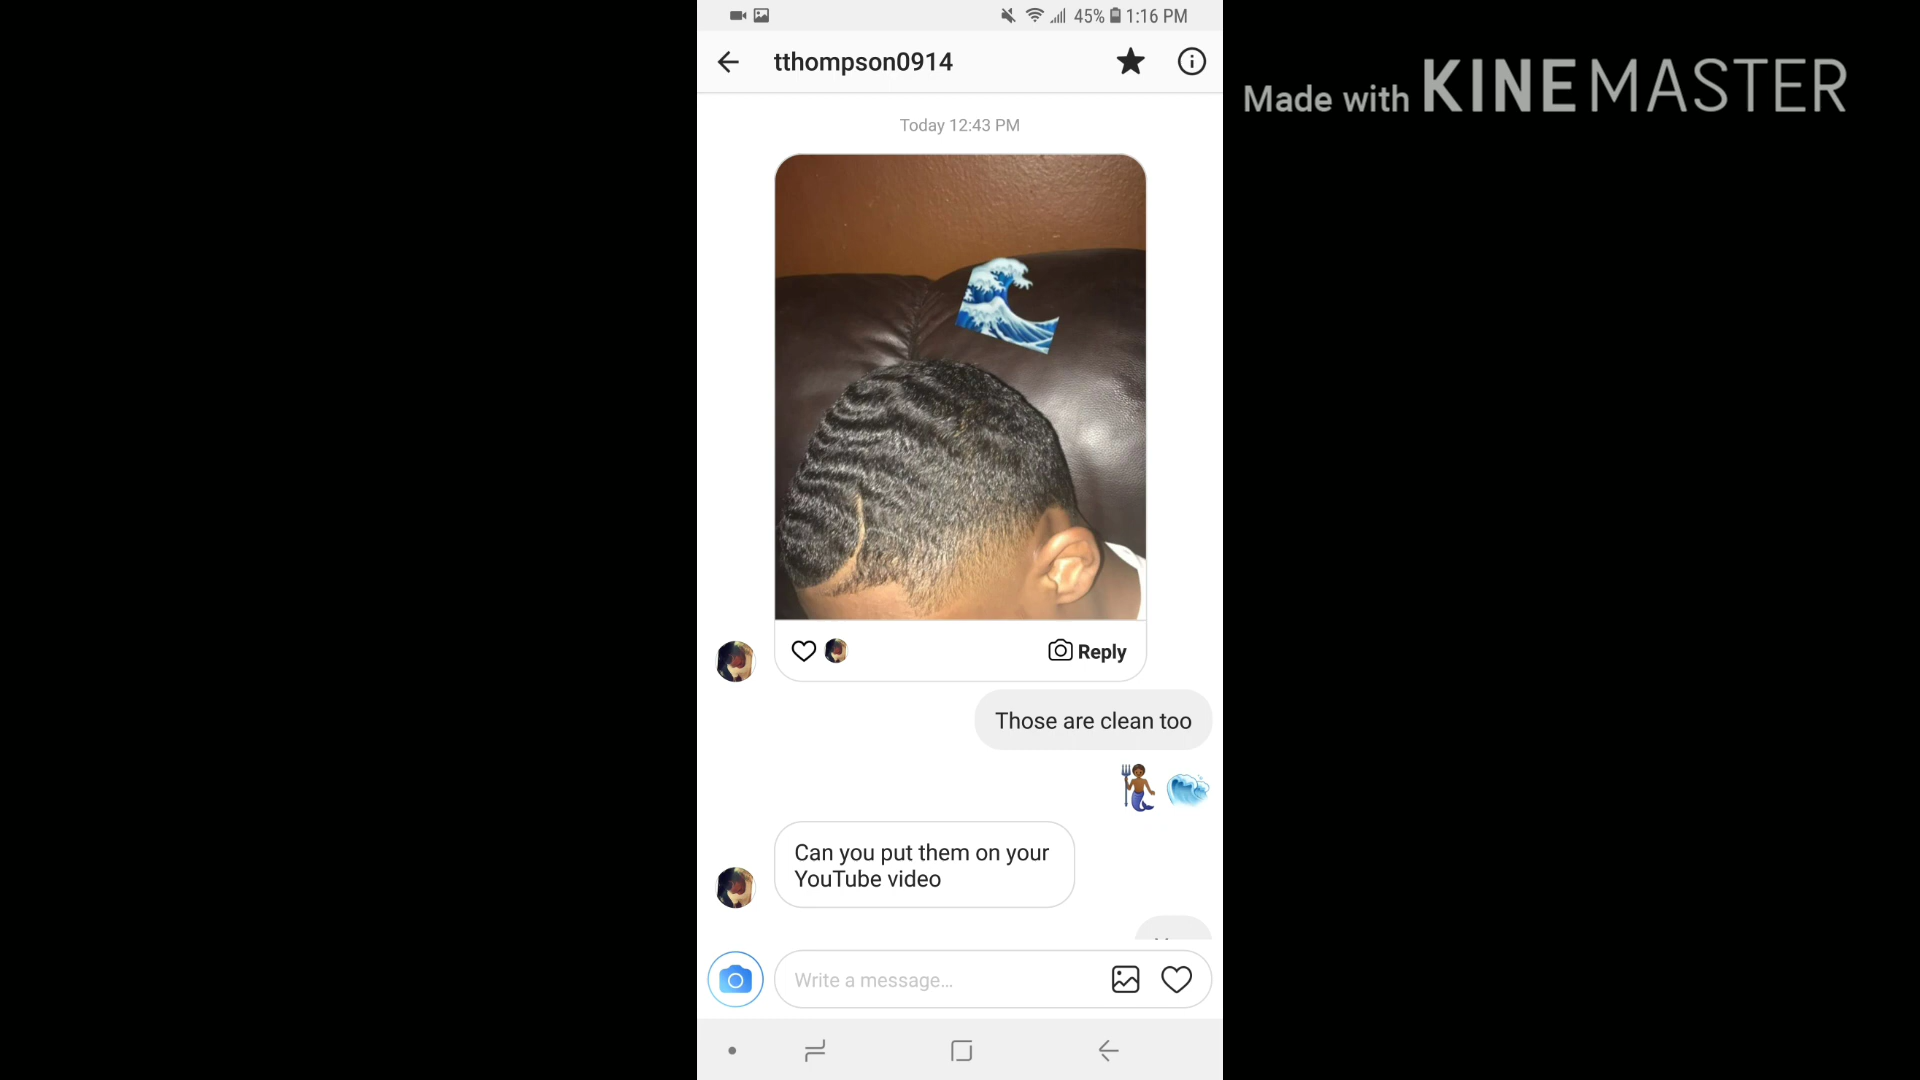 45% 1:16 PM
tthompson0914
Made with KINEMASTER
Today 12:43 PM
Reply
Those are clean too
Can you put them on your
YouTube video
Write a message...